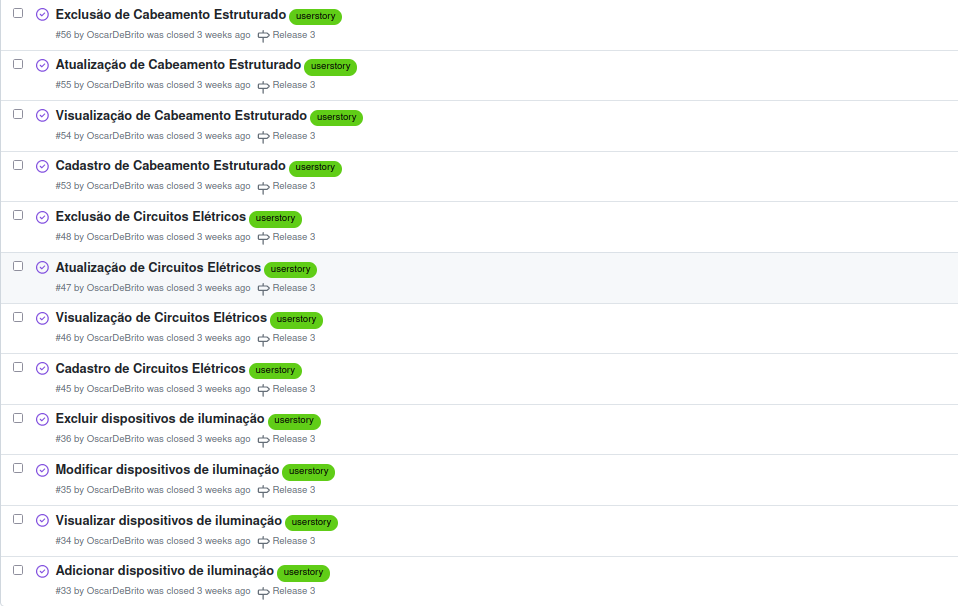 Exclusão de Cabeamento Estruturado userstory
#56 by OscarDeBrito was closed 3 weeks ago Release 3
Atualização de Cabeamento Estruturado userstory
#55 by OscarDeBrito was closed 3 weeks ago Release 3
Visualização de Cabeamento Estruturado userstory
#54 by OscarDeBrito was closed 3 weeks ago Release 3
Cadastro de Cabeamento Estruturado userstory
#53 by OscarDeBrito was closed 3 weeks ago Release 3
Exclusão de Circuitos Elétricos userstory
#48 by OscarDeBrito was closed 3 weeks ago Release 3
Atualização de Circuitos Elétricos userstory
#47 by OscarDeBrito was closed 3 weeks ago Release 3
Visualização de Circuitos Elétricos userstory
#46 by OscarDeBrito was closed 3 weeks ago Release 3
Cadastro de Circuitos Elétricos userstory
#45 by OscarDeBrito was closed 3 weeks ago Release 3
Excluir dispositivos de iluminação userstory
#36 by OscarDeBrito was closed 3 weeks ago Release 3
Modificar dispositivos de iluminação userstory
#35 by OscarDeBrito was closed 3 weeks ago Release 3
Visualizar dispositivos de iluminação userstory
#34 by OscarDeBrito was closed 3 weeks ago Release 3
Adicionar dispositivo de iluminação userstory
#33 by OscarDeBrito was closed 3 weeks ago Release 3